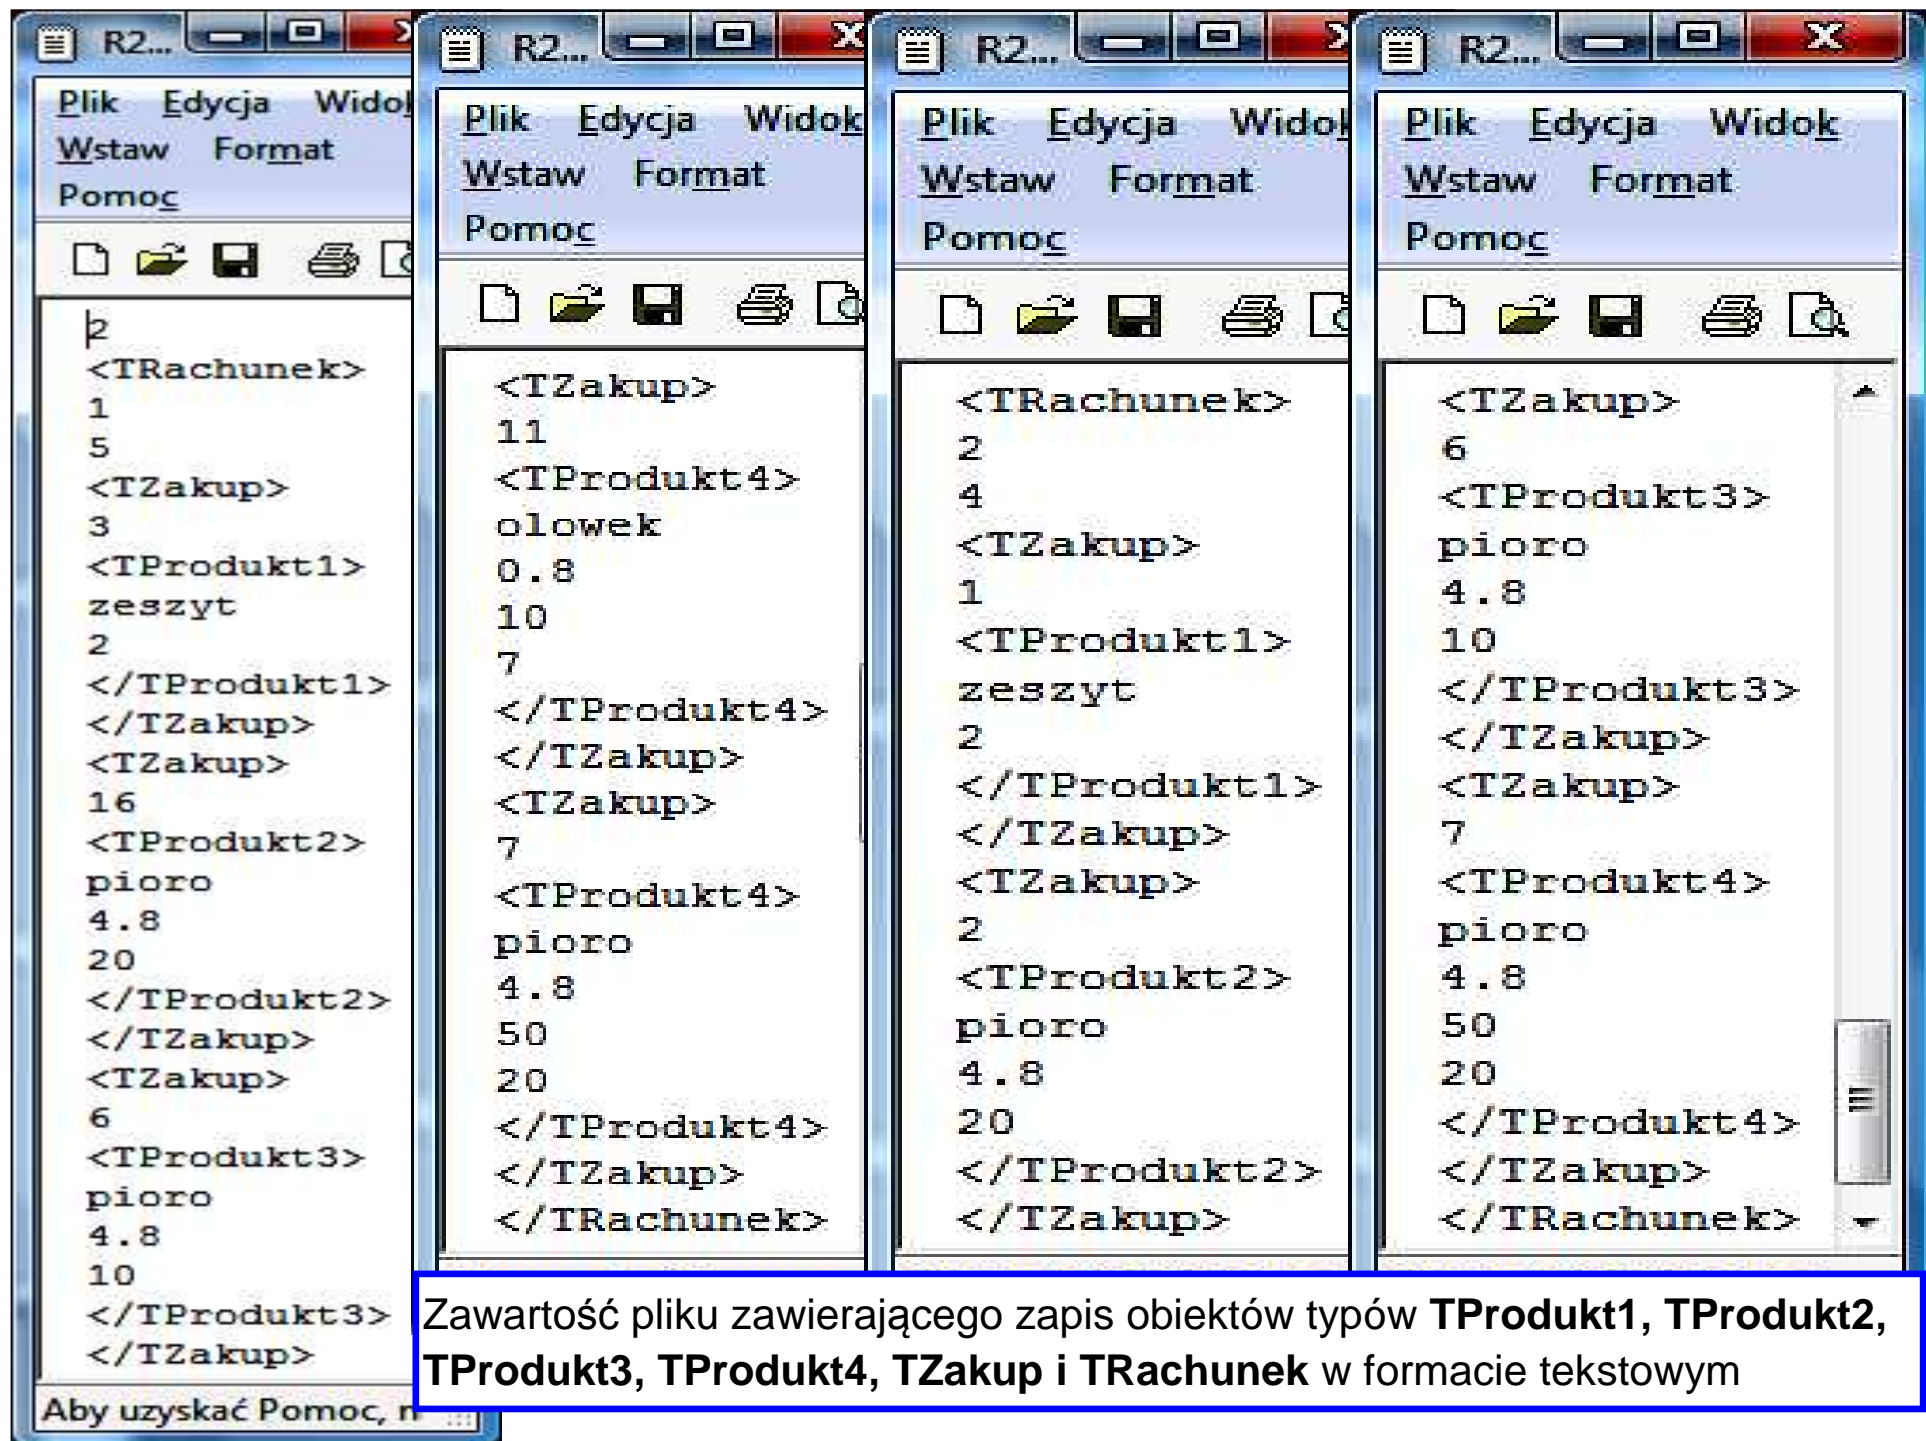 R2...
Plik Edycja Widok
Wstaw Format
Pomoc
2
<TRachunek>
1
5
<TZakup>
3
<TProdukt1>
zeszyt
2
</TProdukt1>
</TZakup>
<TZakup>
16
<TProdukt2>
pioro
4.8
20
</TProdukt2>
</TZakup>
<TZakup>
6
<TProdukt3>
pioro
4.8
10
</TProdukt3>
</TZakup>
Aby uzyskać Pomoc, n
R2...
Plik Edycja Widok
Wstaw Format
Pomoc
<TZakup>
11
<TProdukt4>
olowek
0.8
10
7
</TProdukt4>
</TZakup>
<TZakup>
7
<TProdukt4>
pioro
4.8
50
20
</TProdukt4>
</TZakup>
</TRachunek>
R2...
Plik Edycja Widok
Wstaw Format
Pomoc
<TRachunek>
2
4
<TZakup>
1
<TProdukt1>
zeszyt
2
</TProdukt1>
</TZakup>
<TZakup>
2
<TProdukt2>
pioro
4.8
20
</TProdukt2>
</TZakup>
R2...
Plik Edycja Widok
Wstaw Format
Pomoc
<TZakup>
6
<TProdukt3>
pioro
4.8
10
</TProdukt3>
</TZakup>
<TZakup>
7
<TProdukt4>
pioro
4.8
50
20
</TProdukt4>
</TZakup>
</TRachunek>
Zawartość pliku zawierającego zapis obiektów typów TProdukt1, TProdukt2,
TProdukt3, TProdukt4, TZakup i TRachunek w formacie tekstowym